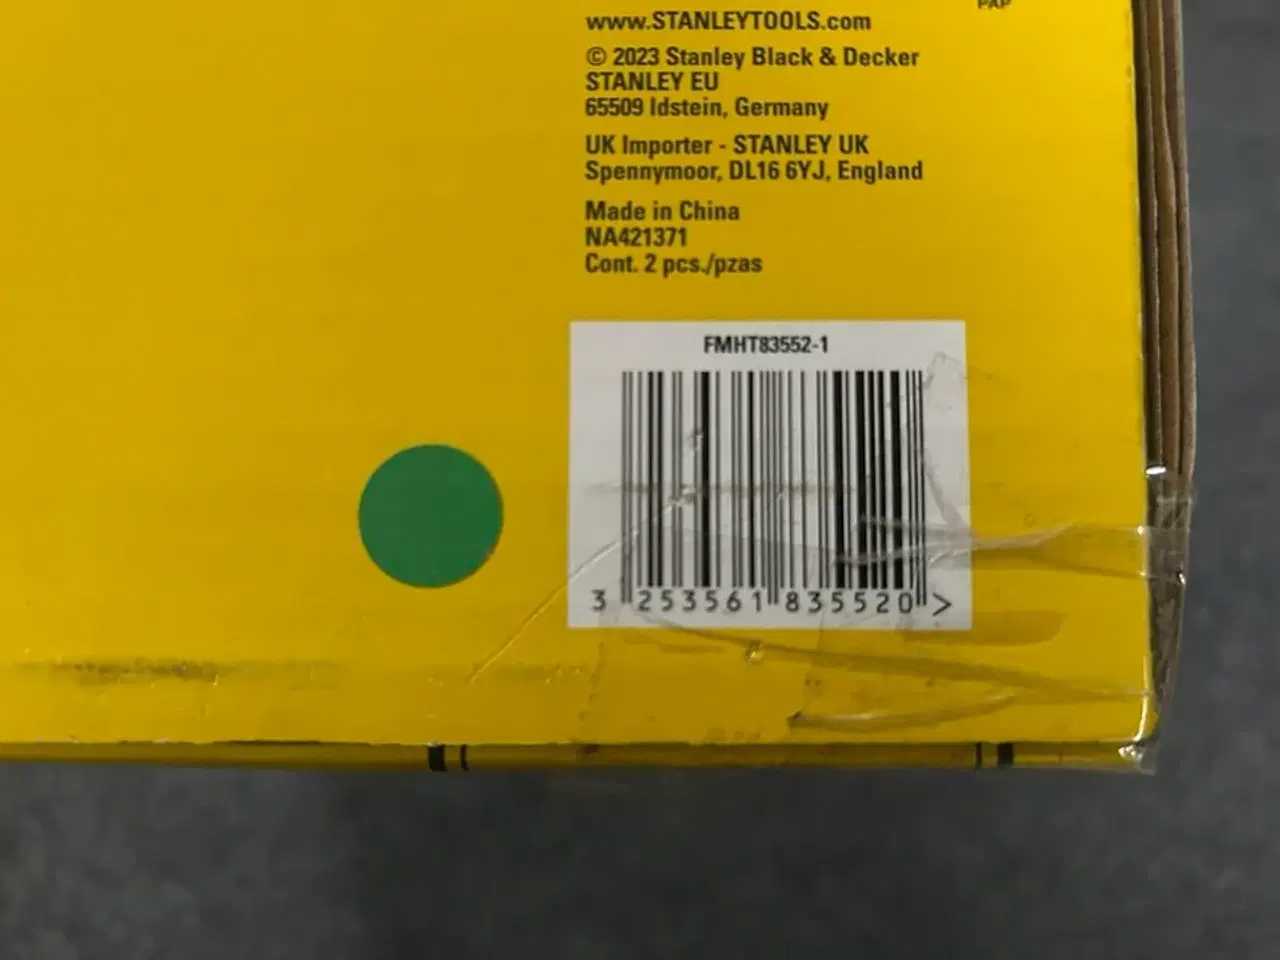 PAP
www.STANLEYTOOLS.com
© 2023 Stanley Black & Decker
STANLEY EU
65509 Idstein, Germany
UK Importer - STANLEY UK
Spennymoor, DL16 6YJ, England
Made in China
NA421371
Cont. 2 pcs./pzas
FMHT83552-1
3 253561 835520 >